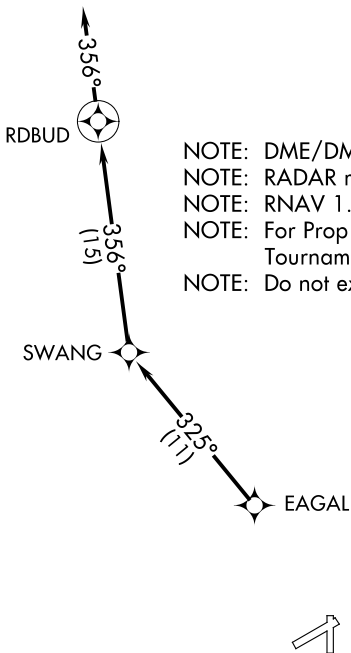 356°
RDBUD
NOTE: DME/DM
NOTE: RADAR
NOTE: RNAV 1.
NOTE: For Prop
Tournam
NOTE: Do not ex
356°
(15)
SWANG
325°
(11)
EAGAL